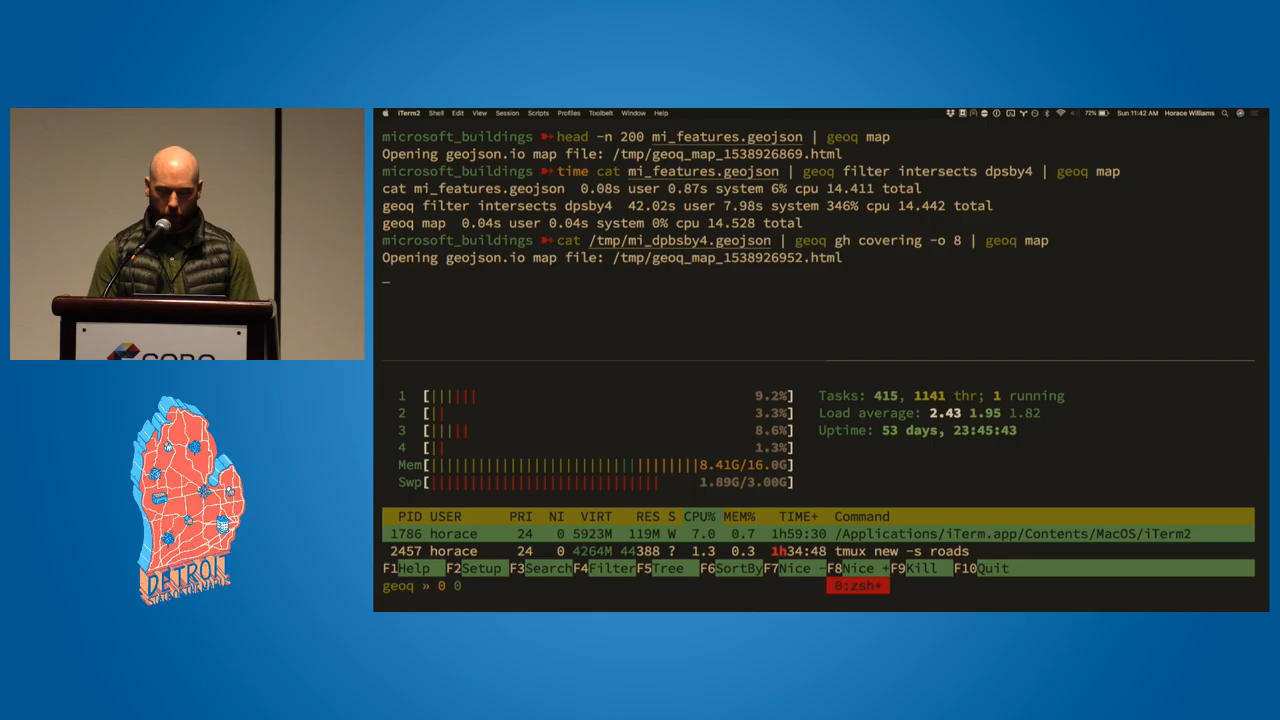 iTerm2 Shell Edit View Session Scripts Profiles Toolbelt Window Help 72% Sun 11:42 AM Horace Williams
microsoft_buildings head -n 200 mi_features.geojson | geoq map
Opening geojson.io map file: /tmp/geoq_map_1538926869.html
microsoft_buildings time cat mi_features.geojson | geoq filter intersects dpsby4 | geoq map
cat mi_features.geojson 0.08s user 0.87s system 6% cpu 14.411 total
geoq filter intersects dpsby4 42.02s user 7.98s system 346% cpu 14.442 total
geoq map 0.04s user 0.04s system 0% cpu 14.528 total
microsoft_buildings cat /tmp/mi_dpbsby4.geojson | geoq gh covering -o 8 | geoq map
Opening geojson.io map file: /tmp/geoq_map_1538926952.html
1 [||||||| 9.2%] Tasks: 415, 1141 thr; 1 running
2 [|| 3.3%] Load average: 2.43 1.95 1.82
3 [|||||| 8.6%] Uptime: 53 days, 23:45:43
4 [|| 1.3%]
Mem[|||||||||||||||||||||||||||||||||8.41G/16.0G]
Swp[|||||||||||||||||||||||||||| 1.89G/3.00G]
PID USER PRI NI VIRT RES S CPU% MEM% TIME+ Command
1786 horace 24 0 5923M 119M W 7.0 0.7 1h59:30 /Applications/iTerm.app/Contents/MacOS/iTerm2
2457 horace 24 0 4264M 44388 ? 1.3 0.3 1h34:48 tmux new -s roads
F1Help F2Setup F3SearchF4FilterF5Tree F6SortByF7Nice -F8Nice +F9Kill F10Quit
geoq » 0 0 0:zsh*
COBO
DETROIT